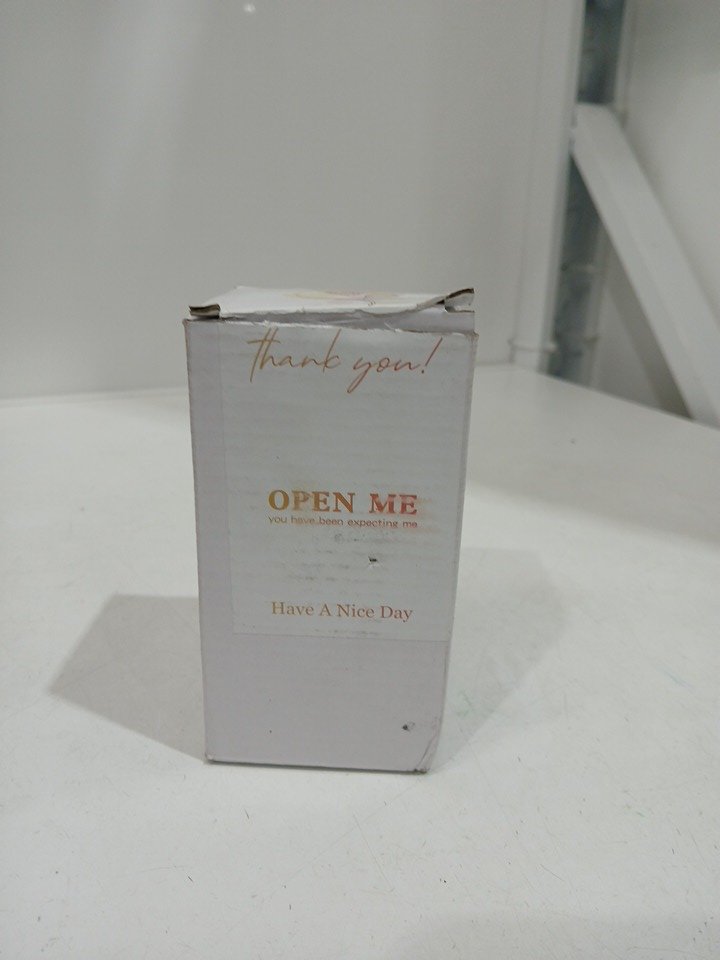 thank you!
OPEN ME
you have been expecting me
Have A Nice Day